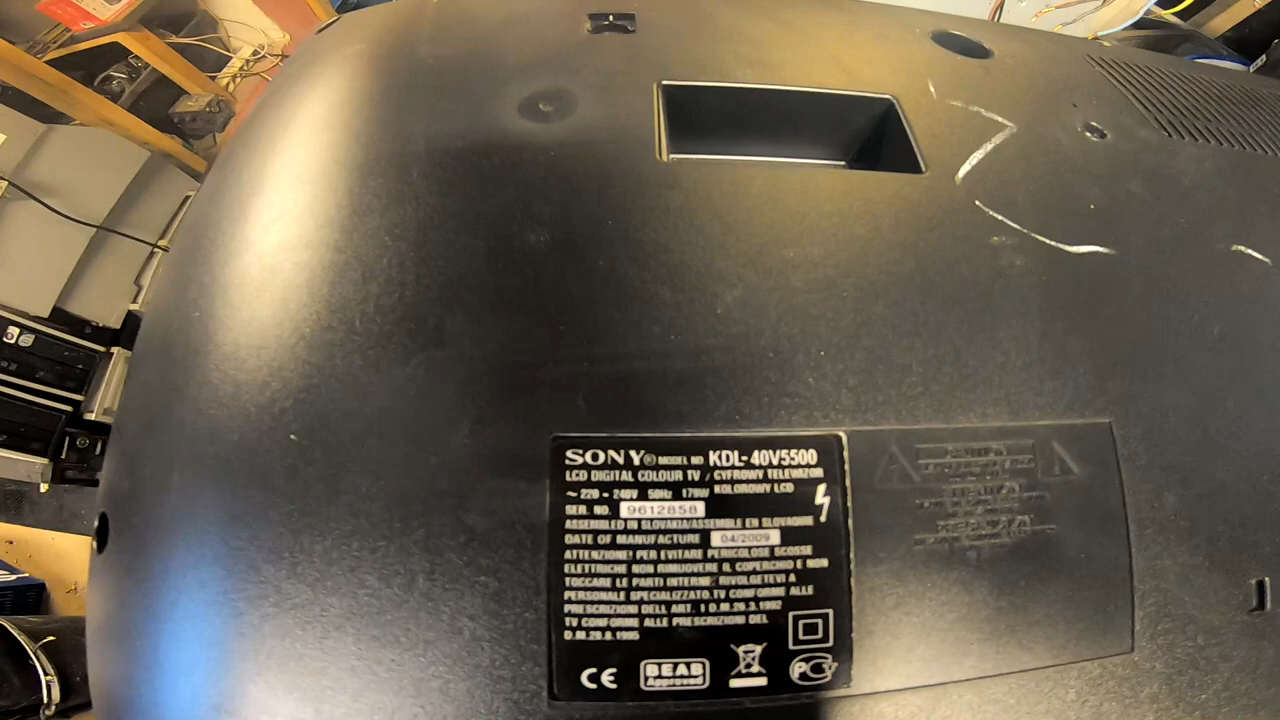 SONY® MODEL NO KDL-40V5500
LCD DIGITAL COLOUR TV / CYFROWY TELEWIZOR
~ 220 - 240V 50Hz 179W KOLOROWY LCD
SER. NO. 9612858
ASSEMBLED IN SLOVAKIA/ASSEMBLE EN SLOVAQUIE
DATE OF MANUFACTURE 04/2009
ATTENZIONE! PER EVITARE PERICOLOSE SCOSSE
ELETTRICHE NON RIMUOVERE IL COPERCHIO E NON
TOCCARE LE PARTI INTERNE. RIVOLGETEVI A
PERSONALE SPECIALIZZATO.TV CONFORME ALLE
PRESCRIZIONI DELL ART. 1 D.M.26.3.1992
TV CONFORME ALLE PRESCRIZIONI DEL
D.M.28.8.1995
CE BEAB
Approved